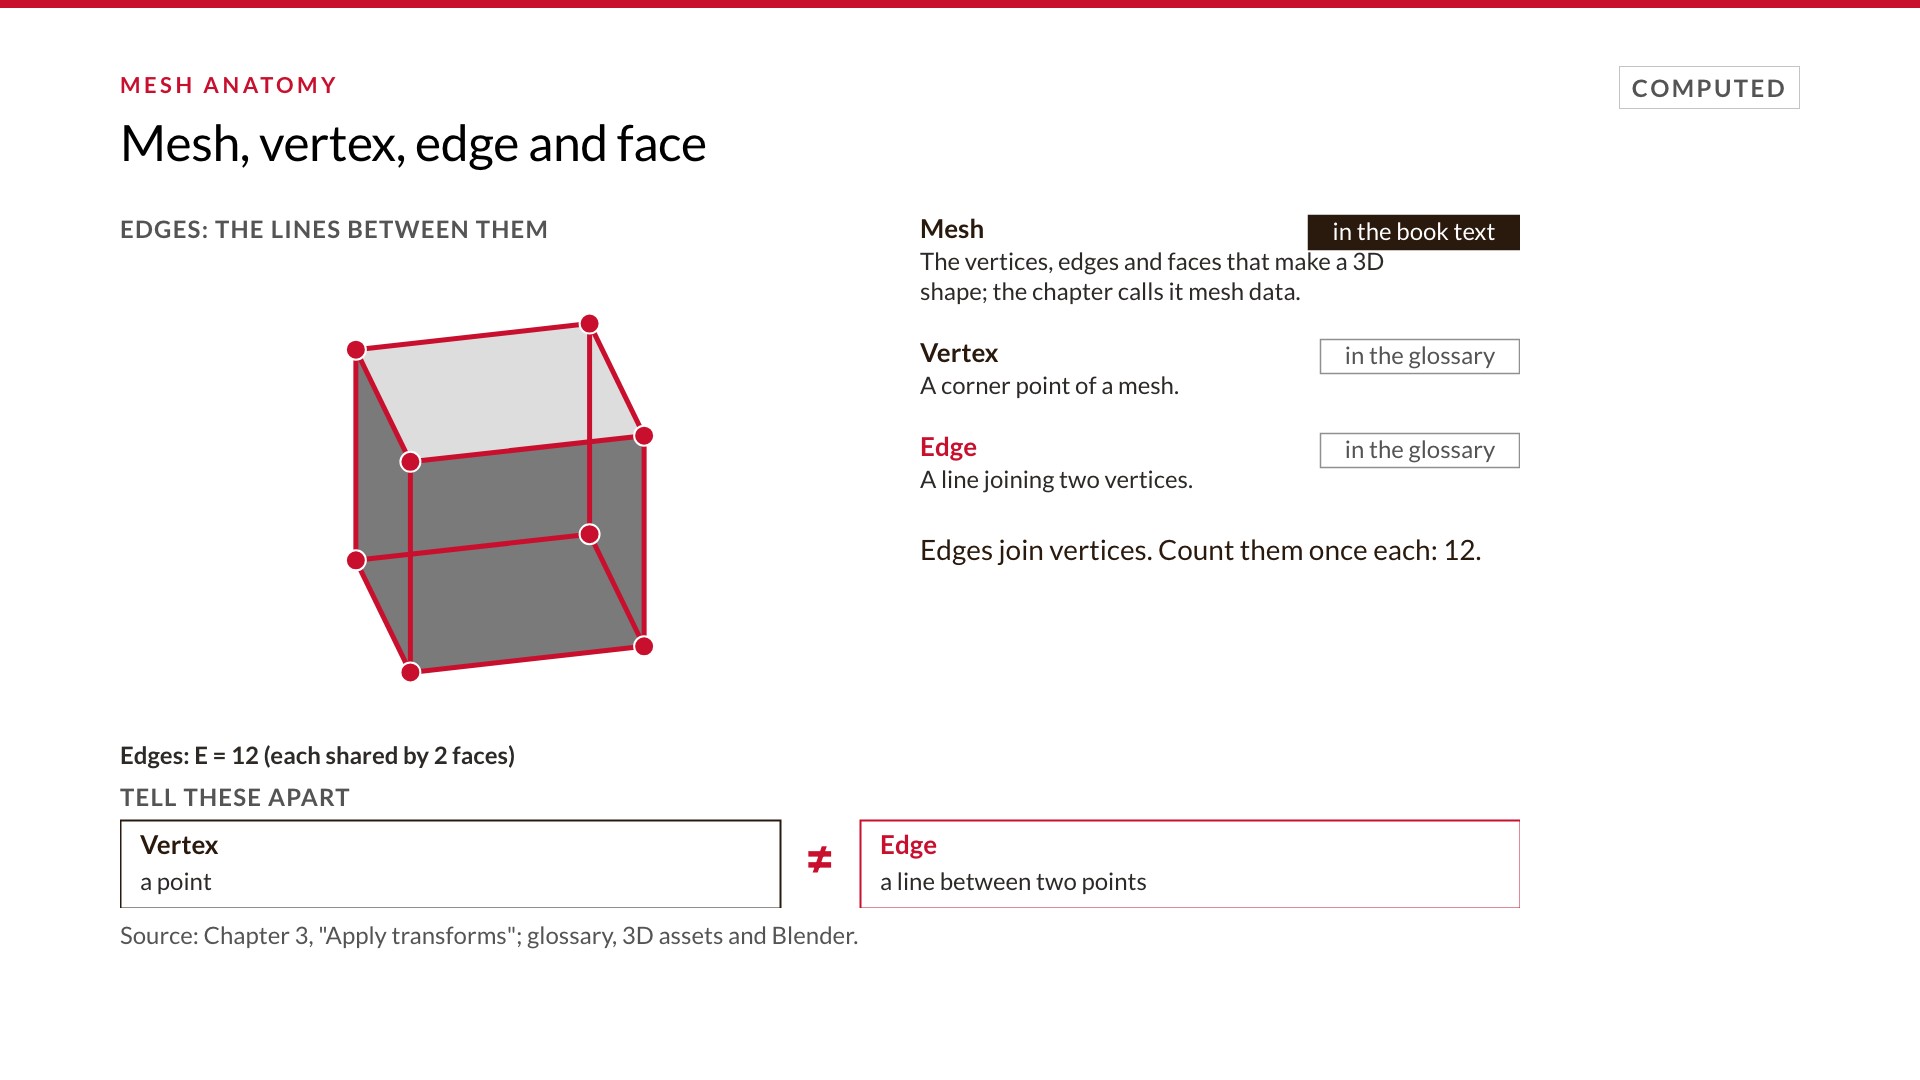 MESH ANATOMY
COMPUTED
Mesh, vertex, edge and face
EDGES: THE LINES BETWEEN THEM
Mesh
in the book text
The vertices, edges and faces that make a 3D
shape; the chapter calls it mesh data.
Vertex
in the glossary
A corner point of a mesh.
Edge
in the glossary
A line joining two vertices.
Edges join vertices. Count them once each: 12.
Edges: E = 12 (each shared by 2 faces)
TELL THESE APART
Vertex
a point
≠
Edge
a line between two points
Source: Chapter 3, "Apply transforms"; glossary, 3D assets and Blender.